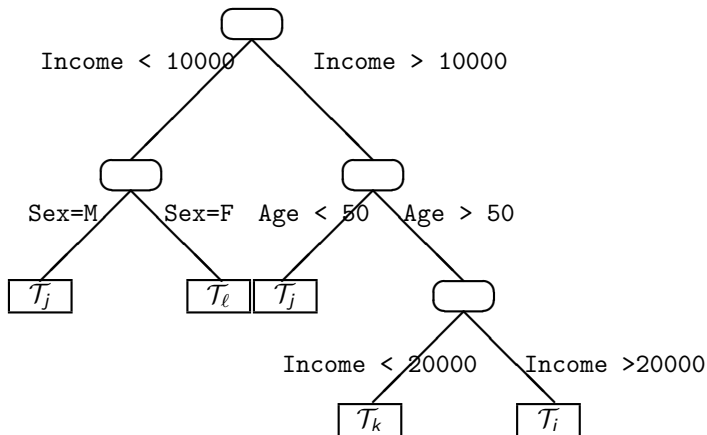 Income < 10000 Income > 10000
Sex=M Sex=F Age < 50 Age > 50
𝒯j 𝒯ℓ 𝒯j
Income < 20000 Income >20000
𝒯k 𝒯i